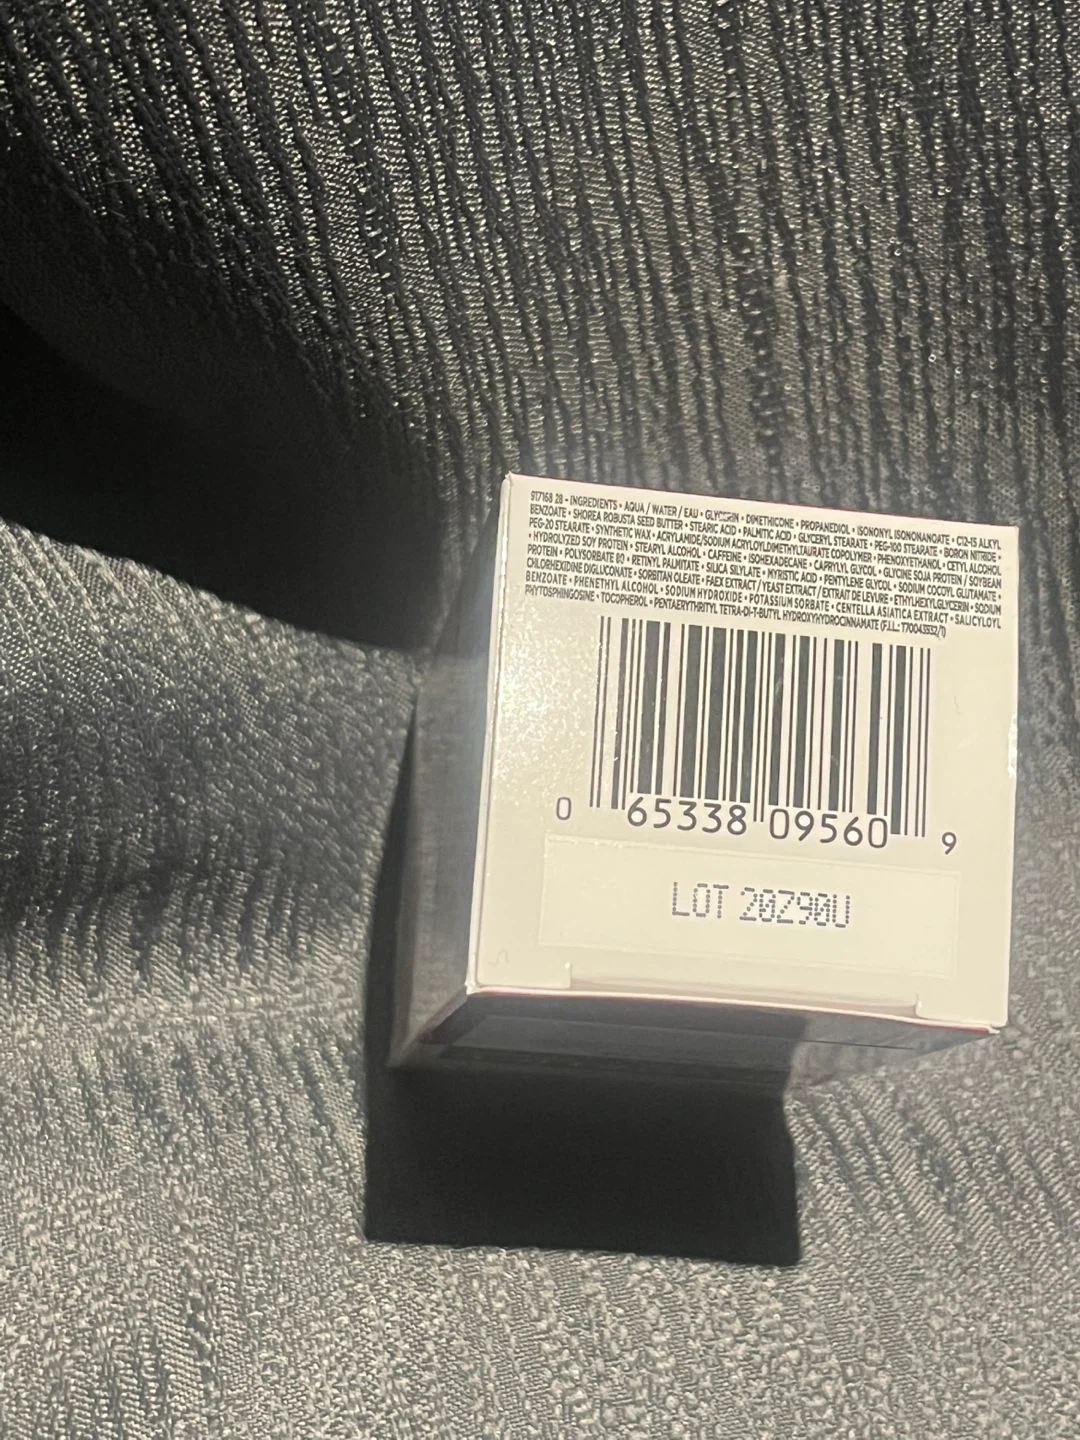 917168 28 - INGREDIENTS • AQUA / WATER / EAU • GLYCERIN • DIMETHICONE • PROPANEDIOL • ISONONYL ISONONANOATE • C12-15 ALKYL
BENZOATE • SHOREA ROBUSTA SEED BUTTER • STEARIC ACID • PALMITIC ACID • GLYCERYL STEARATE • PEG-100 STEARATE • BORON NITRIDE •
PEG-20 STEARATE • SYNTHETIC WAX • ACRYLAMIDE/SODIUM ACRYLOYLDIMETHYLTAURATE COPOLYMER • PHENOXYETHANOL • CETYL ALCOHOL
• HYDROLYZED SOY PROTEIN • STEARYL ALCOHOL • CAFFEINE • ISOHEXADECANE • CAPRYLYL GLYCOL • GLYCINE SOJA PROTEIN / SOYBEAN
PROTEIN • POLYSORBATE 80 • RETINYL PALMITATE • SILICA SILYLATE • MYRISTIC ACID • PENTYLENE GLYCOL • SODIUM COCOYL GLUTAMATE •
CHLORHEXIDINE DIGLUCONATE • SORBITAN OLEATE • FAEX EXTRACT / YEAST EXTRACT / EXTRAIT DE LEVURE • ETHYLHEXYLGLYCERIN • SODIUM
BENZOATE • PHENETHYL ALCOHOL • SODIUM HYDROXIDE • POTASSIUM SORBATE • CENTELLA ASIATICA EXTRACT • SALICYLOYL
PHYTOSPHINGOSINE • TOCOPHEROL • PENTAERYTHRITYL TETRA-DI-T-BUTYL HYDROXYHYDROCINNAMATE (F.I.L.: T70043532/1)
0 65338 09560 9
LOT 20Z90U